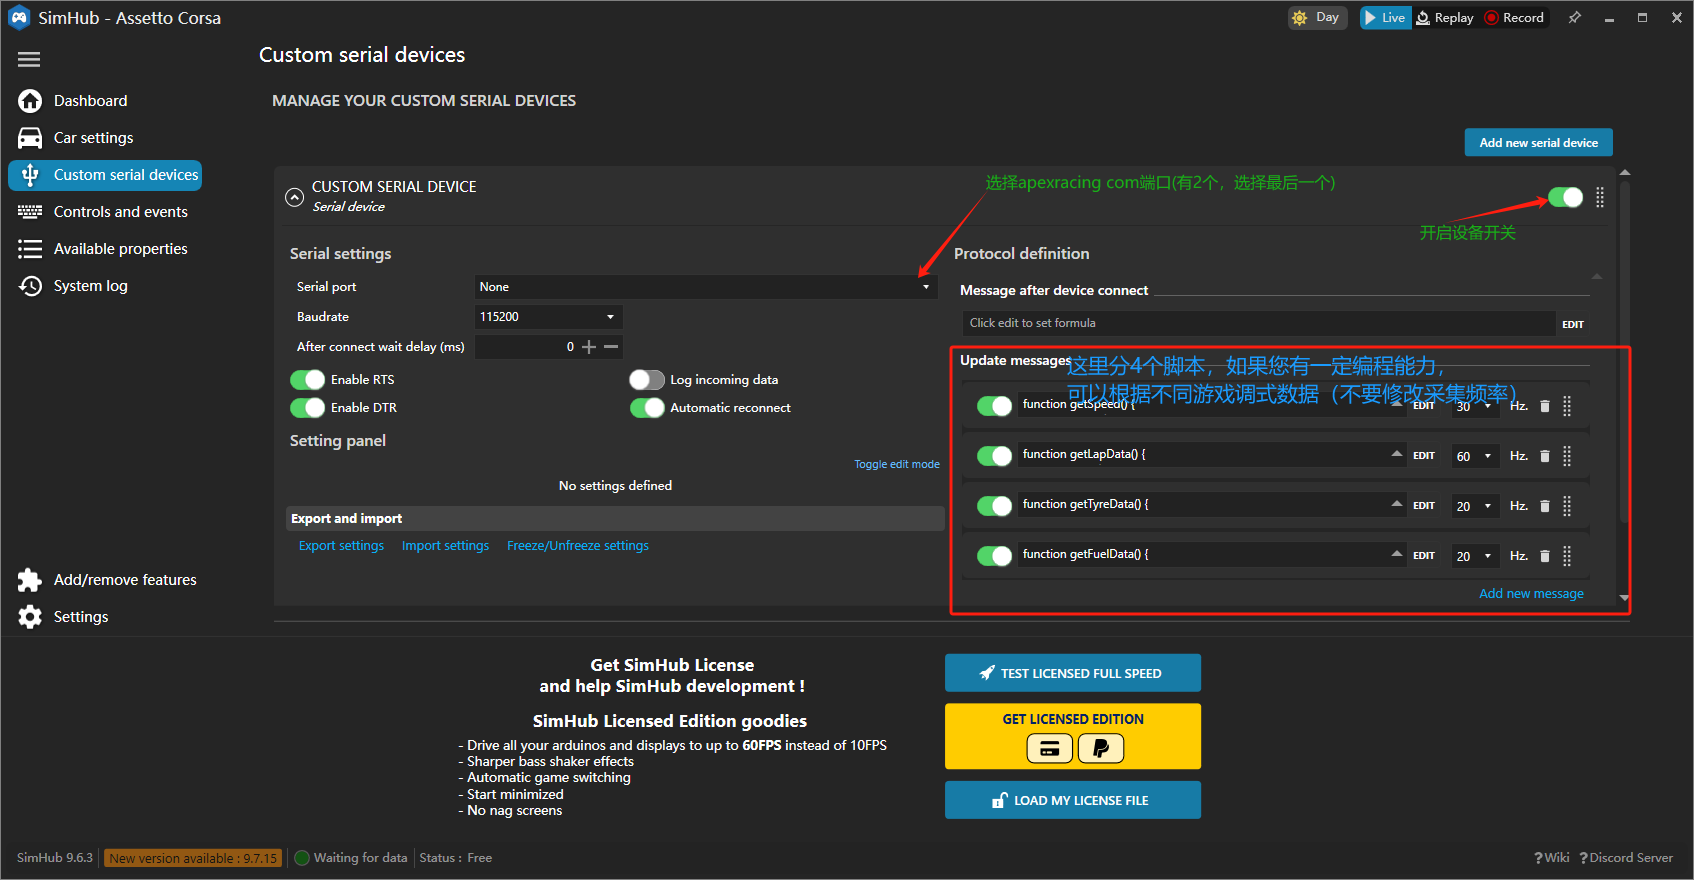 SimHub - Assetto Corsa
Day
Live
Replay
Record
Custom serial devices
MANAGE YOUR CUSTOM SERIAL DEVICES
Dashboard
Car settings
Custom serial devices
Controls and events
Available properties
System log
Add/remove features
Settings
Add new serial device
CUSTOM SERIAL DEVICE
Serial device
选择apexracing com端口(有2个，选择最后一个)
开启设备开关
Serial settings
Serial port
None
Baudrate
115200
After connect wait delay (ms)
0
Enable RTS
Log incoming data
Enable DTR
Automatic reconnect
Setting panel
Toggle edit mode
No settings defined
Export and import
Export settings
Import settings
Freeze/Unfreeze settings
Protocol definition
Message after device connect
Click edit to set formula
EDIT
Update messages
这里分4个脚本，如果您有一定编程能力，
可以根据不同游戏调式数据（不要修改采集频率）
function getSpeed() {
EDIT
30
Hz.
function getLapData() {
EDIT
60
Hz.
function getTyreData() {
EDIT
20
Hz.
function getFuelData() {
EDIT
20
Hz.
Add new message
Get SimHub License
and help SimHub development !
SimHub Licensed Edition goodies
- Drive all your arduinos and displays to up to 60FPS instead of 10FPS
- Sharper bass shaker effects
- Automatic game switching
- Start minimized
- No nag screens
TEST LICENSED FULL SPEED
GET LICENSED EDITION
LOAD MY LICENSE FILE
SimHub 9.6.3
New version available : 9.7.15
Waiting for data
Status : Free
?Wiki
?Discord Server